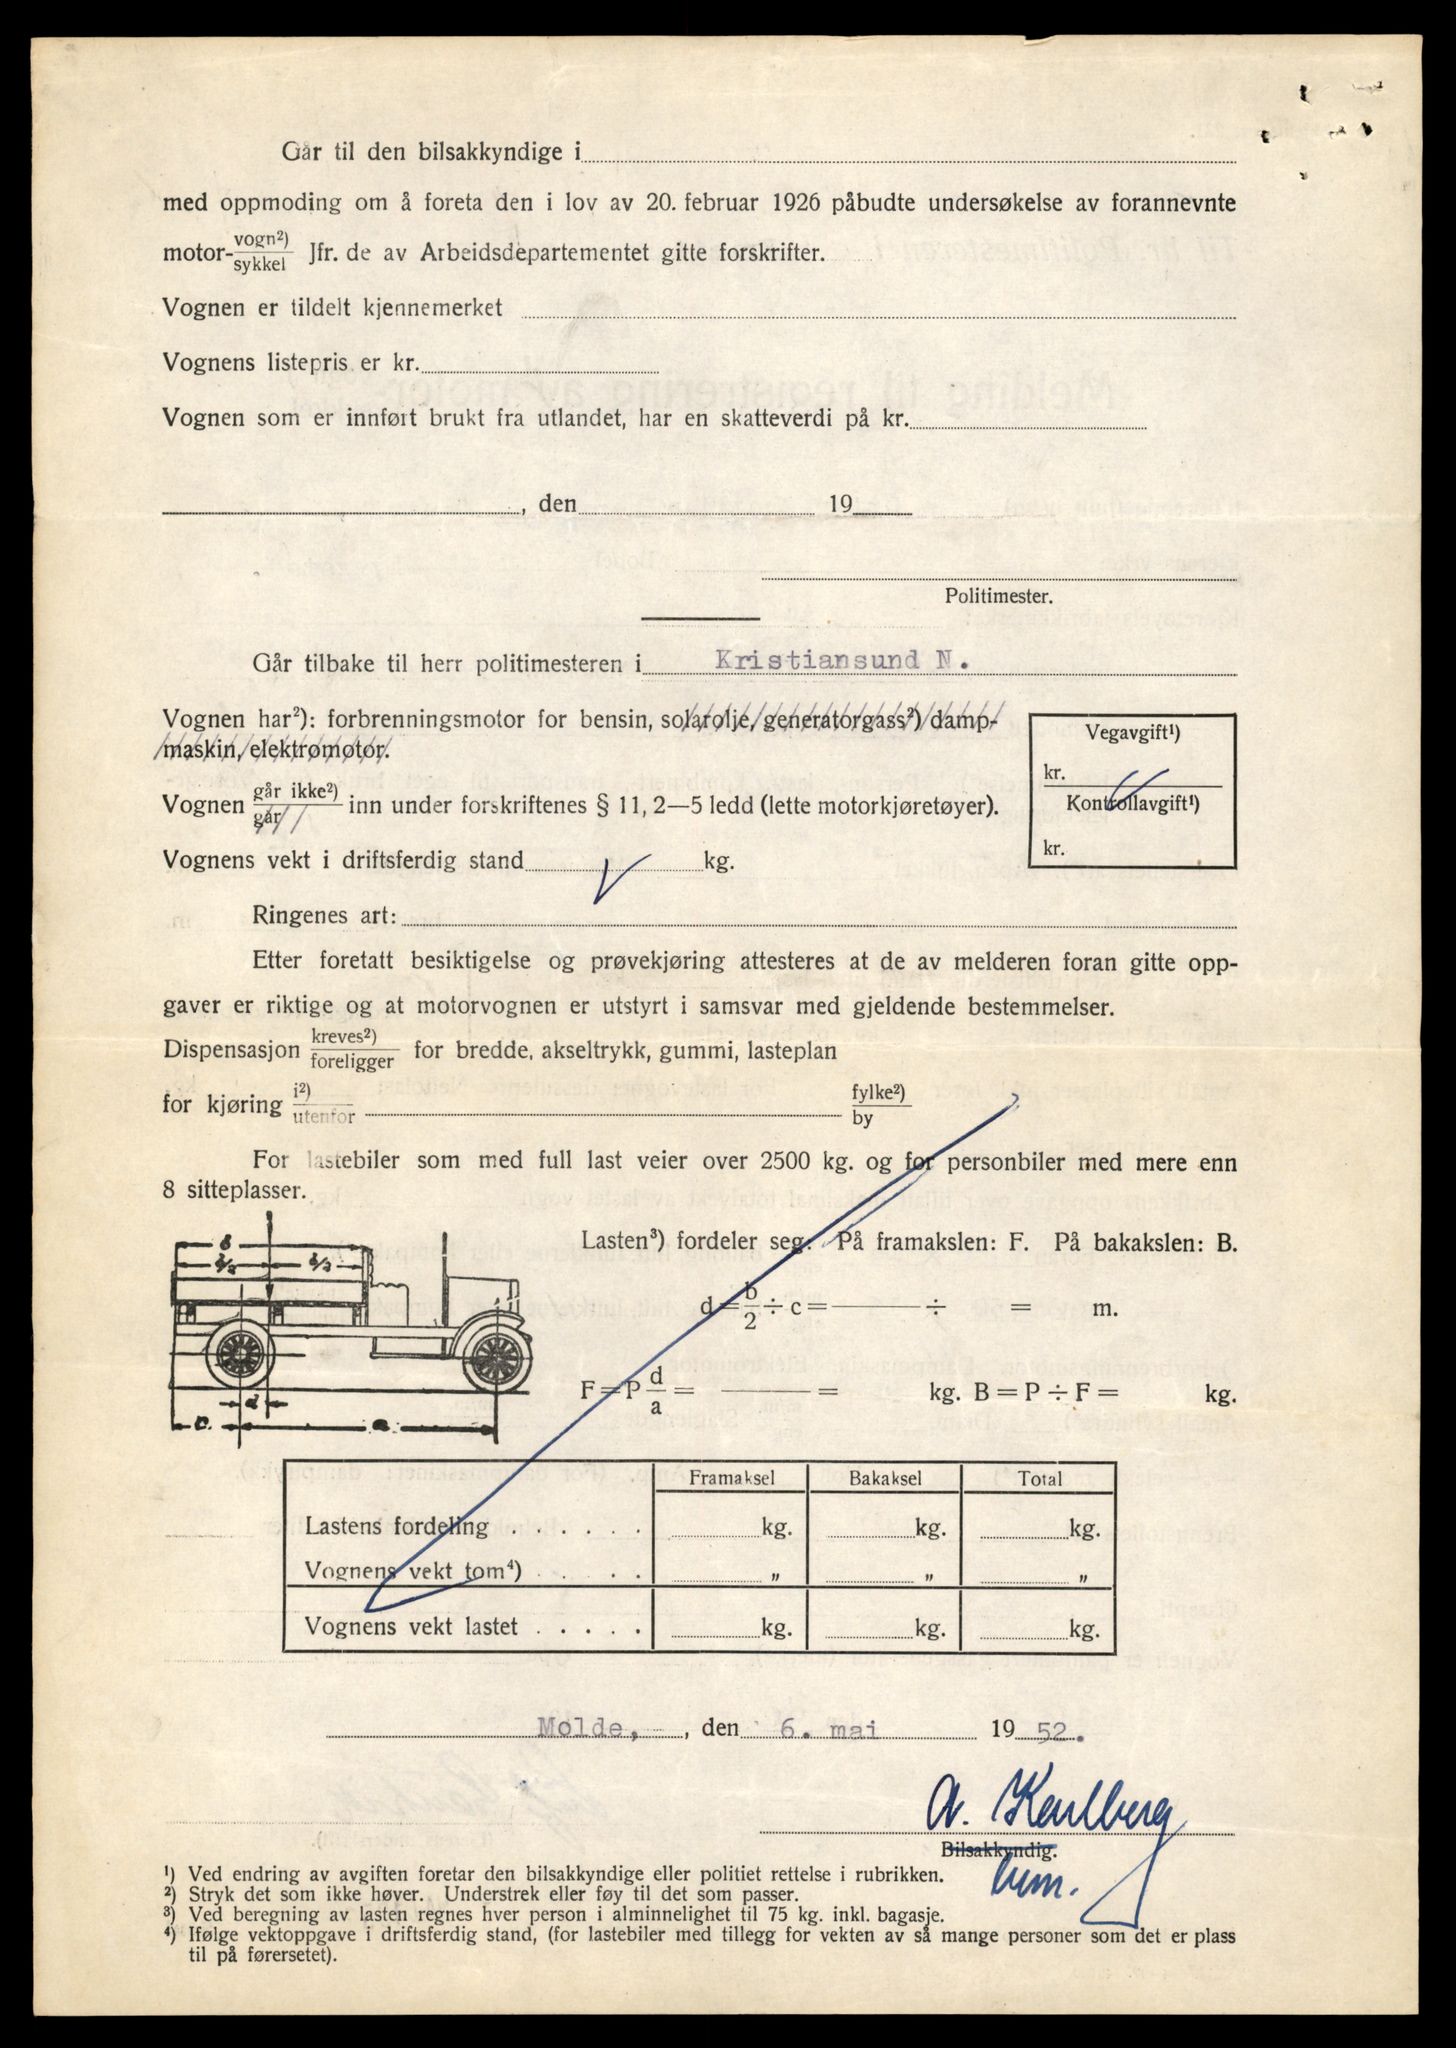 Går til den bilsakkyndige i
med oppmoding om å foreta den i lov av 20. februar 1926 påbudte undersøkelse av forannevnte
motor- vogn²) / sykkel Jfr. de av Arbeidsdepartementet gitte forskrifter.
Vognen er tildelt kjennemerket
Vognens listepris er kr.
Vognen som er innført brukt fra utlandet, har en skatteverdi på kr.
, den 19
Politimester.
Går tilbake til herr politimesteren i Kristiansund N.
Vognen har²): forbrenningsmotor for bensin, solarolje, generatorgass²) damp-
maskin, elektromotor.
Vegavgift¹)
kr.
Kontrollavgift¹)
kr.
Vognen går ikke²) / går inn under forskriftenes § 11, 2—5 ledd (lette motorkjøretøyer).
Vognens vekt i driftsferdig stand kg.
Ringenes art:
Etter foretatt besiktigelse og prøvekjøring attesteres at de av melderen foran gitte opp-
gaver er riktige og at motorvognen er utstyrt i samsvar med gjeldende bestemmelser.
Dispensasjon kreves²) / foreligger for bredde, akseltrykk, gummi, lasteplan
for kjøring i²) / utenfor fylke²) / by
For lastebiler som med full last veier over 2500 kg. og for personbiler med mere enn
8 sitteplasser.
Lasten³) fordeler seg: På framakslen: F. På bakakslen: B.
d = b/2 ÷ c = ——— ÷ = m.
F = P d/a = ——— = kg. B = P ÷ F = kg.
Framaksel Bakaksel Total
Lastens fordeling . . . . . . kg. kg. kg.
Vognens vekt tom⁴) . . . . . „ „ „
Vognens vekt lastet . . . . . kg. kg. kg.
Molde, , den 6. mai 1952.
A. Karlberg
Bilsakkyndig.
¹) Ved endring av avgiften foretar den bilsakkyndige eller politiet rettelse i rubrikken.
²) Stryk det som ikke høver. Understrek eller føy til det som passer.
³) Ved beregning av lasten regnes hver person i alminnelighet til 75 kg. inkl. bagasje.
⁴) Ifølge vektoppgave i driftsferdig stand, (for lastebiler med tillegg for vekten av så mange personer som det er plass
til på førersetet).